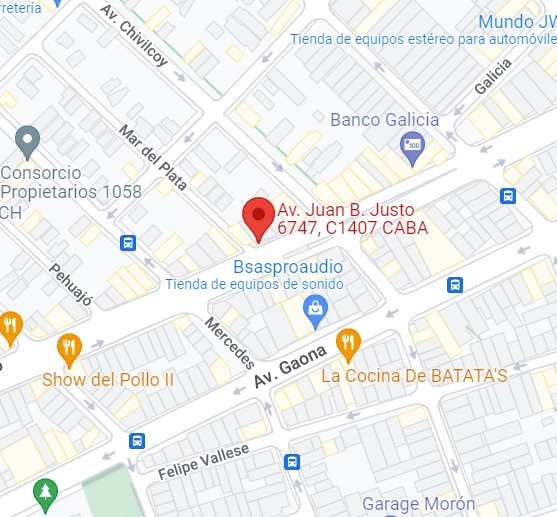 rretería
Av. Chivilcoy
Mundo JW
Tienda de equipos estéreo para automóvile
Galicia
Banco Galicia
$00
Mar del Plata
Consorcio
Propietarios 1058
CH
Av. Juan B. Justo
6747, C1407 CABA
Bsasproaudio
Tienda de equipos de sonido
Pehuajó
Mercedes
Show del Pollo II
Av. Gaona
La Cocina De BATATA'S
o
Felipe Vallese
Garage Morón